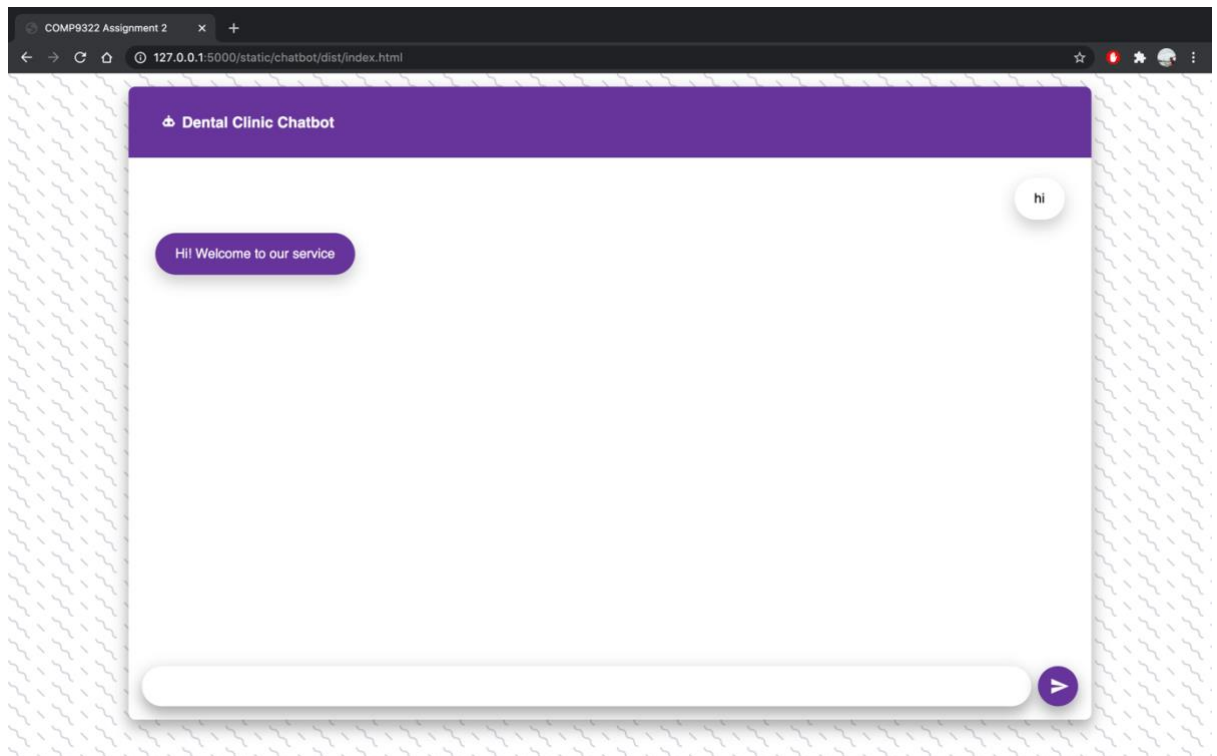 COMP9322 Assignment 2
127.0.0.1:5000/static/chatbot/dist/index.html
Dental Clinic Chatbot
hi
Hi! Welcome to our service